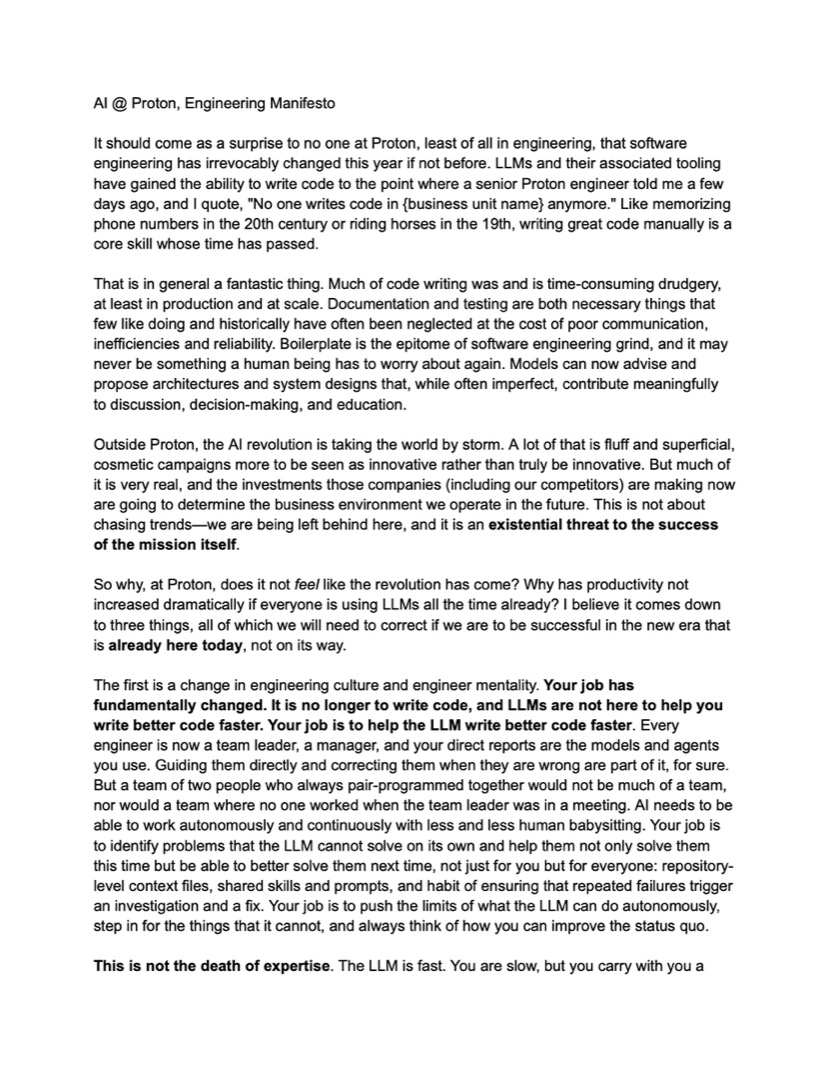 AI @ Proton, Engineering Manifesto
It should come as a surprise to no one at Proton, least of all in engineering, that software
engineering has irrevocably changed this year if not before. LLMs and their associated tooling
have gained the ability to write code to the point where a senior Proton engineer told me a few
days ago, and I quote, "No one writes code in {business unit name} anymore." Like memorizing
phone numbers in the 20th century or riding horses in the 19th, writing great code manually is a
core skill whose time has passed.
That is in general a fantastic thing. Much of code writing was and is time-consuming drudgery,
at least in production and at scale. Documentation and testing are both necessary things that
few like doing and historically have often been neglected at the cost of poor communication,
inefficiencies and reliability. Boilerplate is the epitome of software engineering grind, and it may
never be something a human being has to worry about again. Models can now advise and
propose architectures and system designs that, while often imperfect, contribute meaningfully
to discussion, decision-making, and education.
Outside Proton, the AI revolution is taking the world by storm. A lot of that is fluff and superficial,
cosmetic campaigns more to be seen as innovative rather than truly be innovative. But much of
it is very real, and the investments those companies (including our competitors) are making now
are going to determine the business environment we operate in the future. This is not about
chasing trends—we are being left behind here, and it is an existential threat to the success
of the mission itself.
So why, at Proton, does it not feel like the revolution has come? Why has productivity not
increased dramatically if everyone is using LLMs all the time already? I believe it comes down
to three things, all of which we will need to correct if we are to be successful in the new era that
is already here today, not on its way.
The first is a change in engineering culture and engineer mentality. Your job has
fundamentally changed. It is no longer to write code, and LLMs are not here to help you
write better code faster. Your job is to help the LLM write better code faster. Every
engineer is now a team leader, a manager, and your direct reports are the models and agents
you use. Guiding them directly and correcting them when they are wrong are part of it, for sure.
But a team of two people who always pair-programmed together would not be much of a team,
nor would a team where no one worked when the team leader was in a meeting. AI needs to be
able to work autonomously and continuously with less and less human babysitting. Your job is
to identify problems that the LLM cannot solve on its own and help them not only solve them
this time but be able to better solve them next time, not just for you but for everyone: repository-
level context files, shared skills and prompts, and habit of ensuring that repeated failures trigger
an investigation and a fix. Your job is to push the limits of what the LLM can do autonomously,
step in for the things that it cannot, and always think of how you can improve the status quo.
This is not the death of expertise. The LLM is fast. You are slow, but you carry with you a